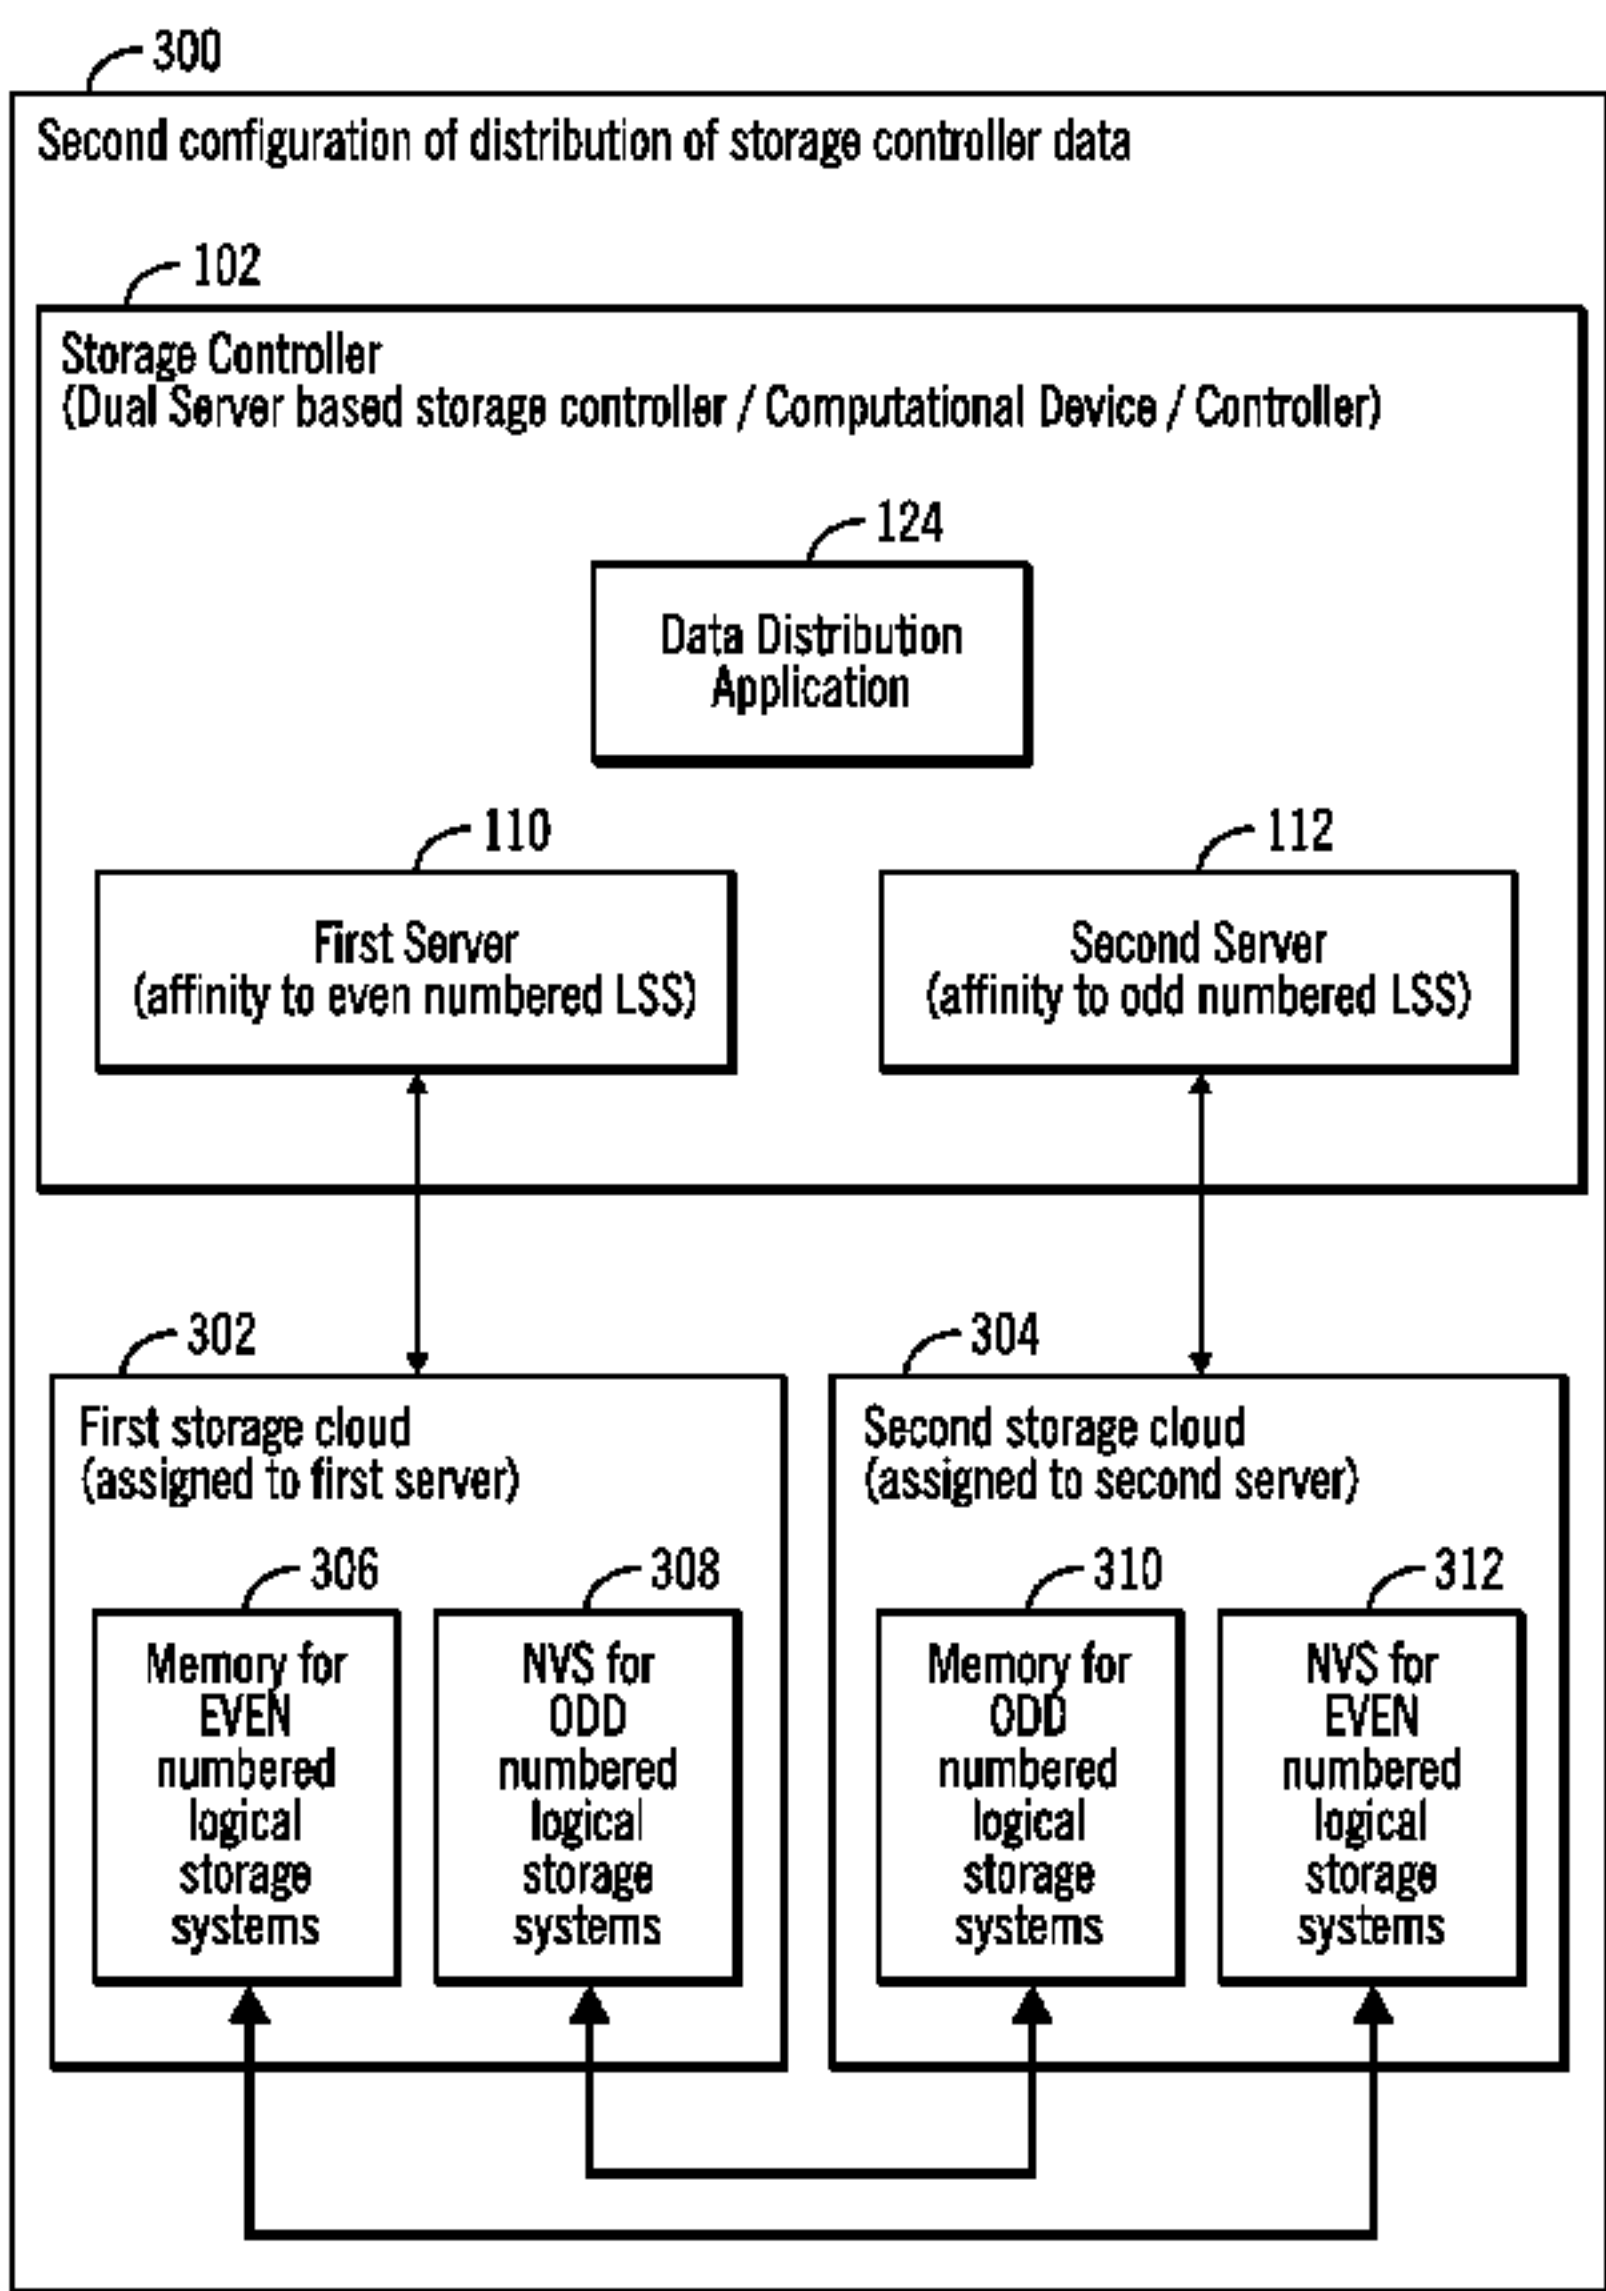 300
Second configuration of distribution of storage controller data
102
Storage Controller
(Dual Server based storage controller / Computational Device / Controller)
124
Data Distribution
Application
110
First Server
(affinity to even numbered LSS)
112
Second Server
(affinity to odd numbered LSS)
302
First storage cloud
(assigned to first server)
306
Memory for
EVEN
numbered
logical
storage
systems
308
NVS for
ODD
numbered
logical
storage
systems
304
Second storage cloud
(assigned to second server)
310
Memory for
ODD
numbered
logical
storage
systems
312
NVS for
EVEN
numbered
logical
storage
systems